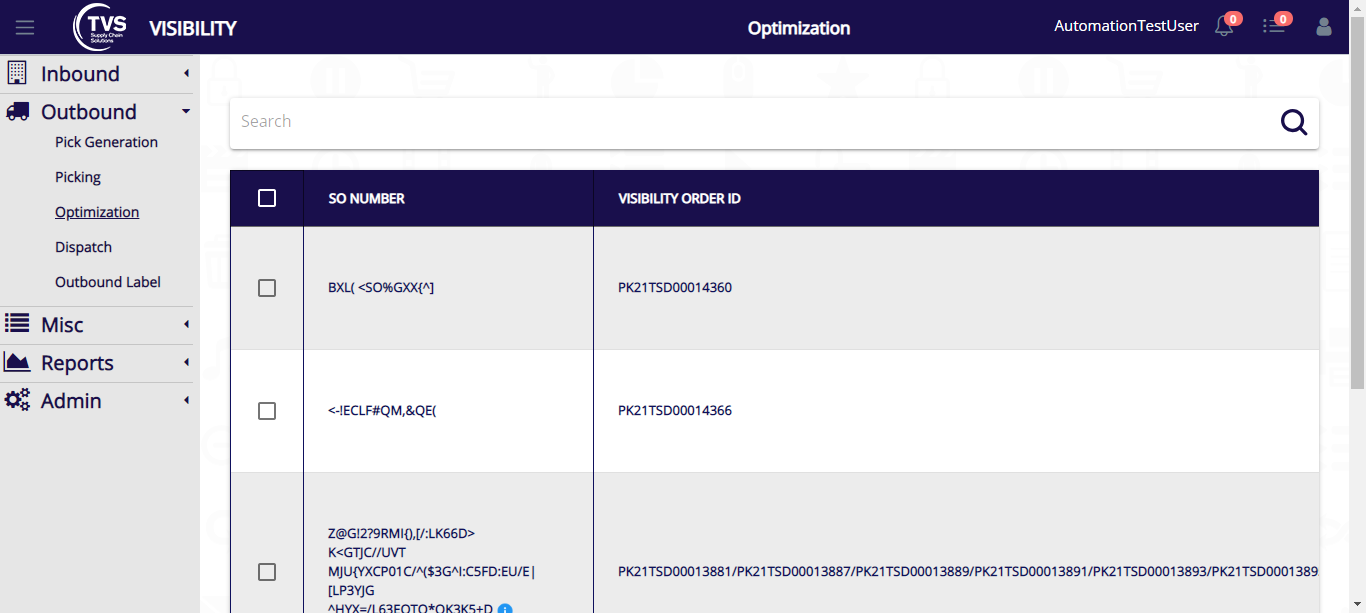 TVS
Supply Chain
Solutions
VISIBILITY
Optimization
AutomationTestUser
0
0
Inbound
Outbound
Pick Generation
Picking
Optimization
Dispatch
Outbound Label
Misc
Reports
Admin
Search
SO NUMBER
VISIBILITY ORDER ID
BXL( <SO%GXX{^]
PK21TSD00014360
<-!ECLF#QM,&QE(
PK21TSD00014366
Z@G!2?9RMI{),[/:LK66D>
K<GTJC//UVT
MJU{YXCP01C/^($3G^I:C5FD:EU/E|
[LP3YJG
^HYX=/L63FOTO*OK3K5+D
PK21TSD00013881/PK21TSD00013887/PK21TSD00013889/PK21TSD00013891/PK21TSD00013893/PK21TSD0001389